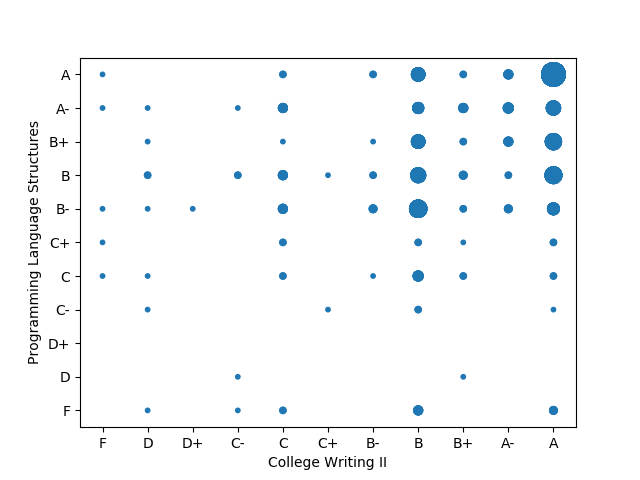 A
A-
B+
B
B-
C+
C
C-
D+
D
F
Programming Language Structures
F D D+ C- C C+ B- B B+ A- A
College Writing II